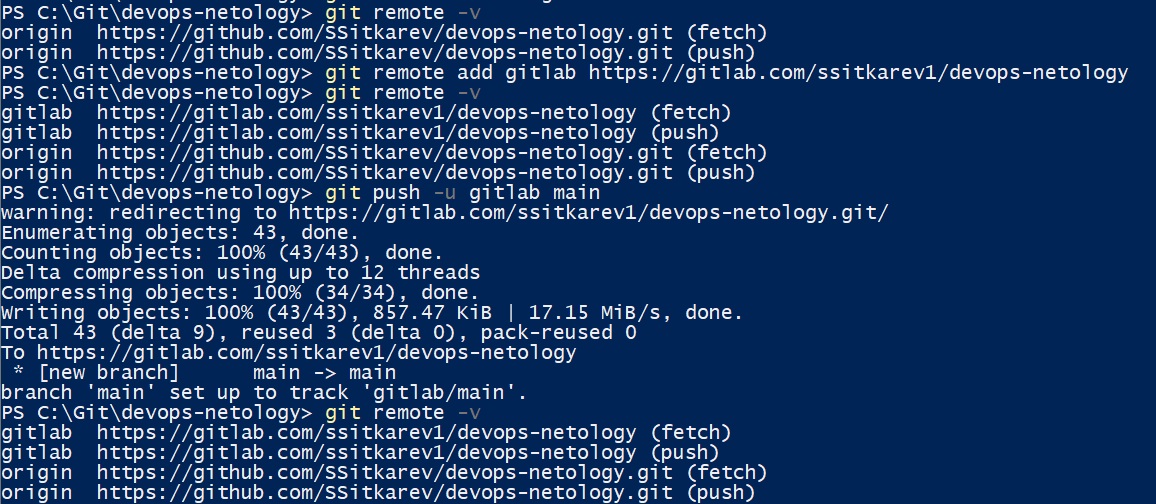 PS C:\Git\devops-netology> git remote -v
origin  https://github.com/SSitkarev/devops-netology.git (fetch)
origin  https://github.com/SSitkarev/devops-netology.git (push)
PS C:\Git\devops-netology> git remote add gitlab https://gitlab.com/ssitkarev1/devops-netology
PS C:\Git\devops-netology> git remote -v
gitlab  https://gitlab.com/ssitkarev1/devops-netology (fetch)
gitlab  https://gitlab.com/ssitkarev1/devops-netology (push)
origin  https://github.com/SSitkarev/devops-netology.git (fetch)
origin  https://github.com/SSitkarev/devops-netology.git (push)
PS C:\Git\devops-netology> git push -u gitlab main
warning: redirecting to https://gitlab.com/ssitkarev1/devops-netology.git/
Enumerating objects: 43, done.
Counting objects: 100% (43/43), done.
Delta compression using up to 12 threads
Compressing objects: 100% (34/34), done.
Writing objects: 100% (43/43), 857.47 KiB | 17.15 MiB/s, done.
Total 43 (delta 9), reused 3 (delta 0), pack-reused 0
To https://gitlab.com/ssitkarev1/devops-netology
 * [new branch]      main -> main
branch 'main' set up to track 'gitlab/main'.
PS C:\Git\devops-netology> git remote -v
gitlab  https://gitlab.com/ssitkarev1/devops-netology (fetch)
gitlab  https://gitlab.com/ssitkarev1/devops-netology (push)
origin  https://github.com/SSitkarev/devops-netology.git (fetch)
origin  https://github.com/SSitkarev/devops-netology.git (push)